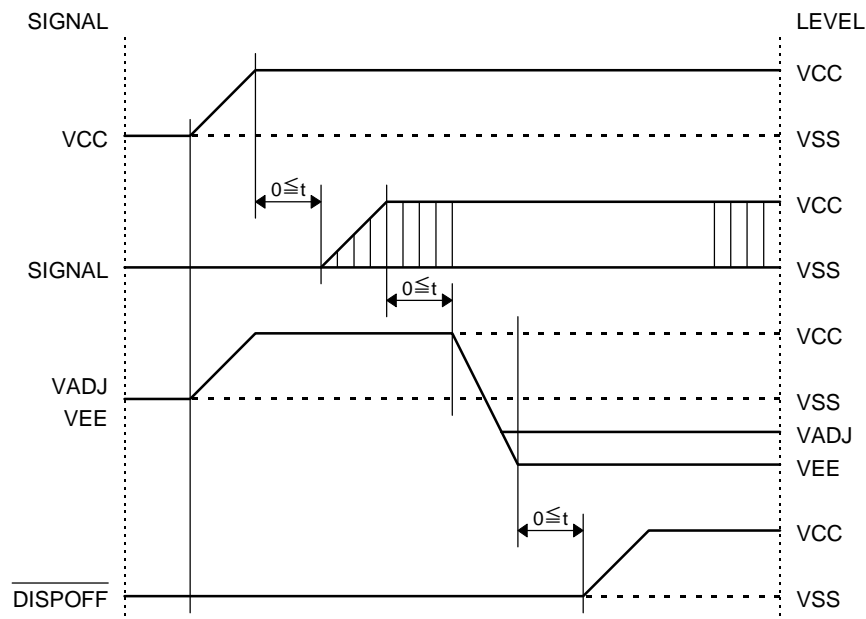 SIGNAL LEVEL
VCC
VCC VSS
0≦t
VCC
SIGNAL VSS
0≦t
VCC
VADJ
VEE
VSS
VADJ
VEE
0≦t
VCC
DISPOFF VSS